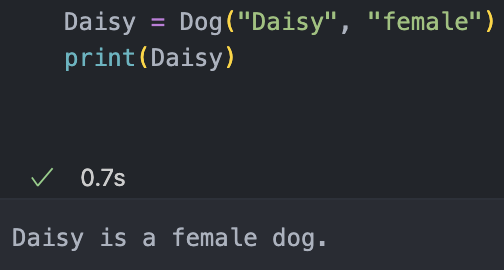 Daisy = Dog("Daisy", "female")
print(Daisy)
0.7s
Daisy is a female dog.